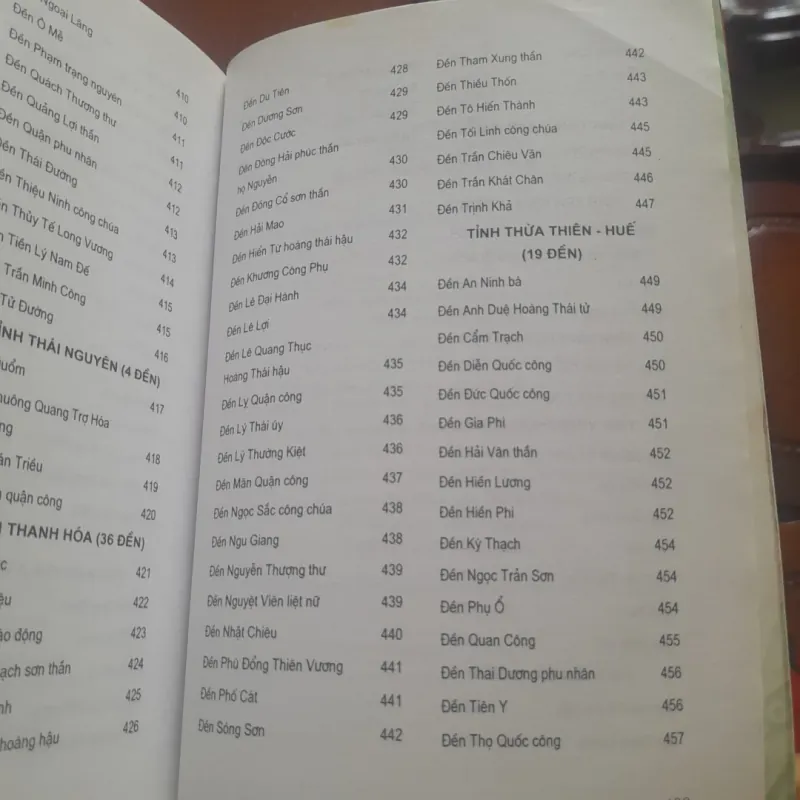 Ngoại Lãng
Đền Ô Mễ
Đền Phạm trạng nguyên 410
Đền Quách Thượng thư 410
Đền Quảng Lợi thần 411
Đền Quận phu nhân 411
Đền Thái Đường 412
Đền Thiệu Ninh công chúa 412
Thủy Tế Long Vương 413
Tiền Lý Nam Đế 413
Trần Minh Công 414
Từ Đường 415
415
TỈNH THÁI NGUYÊN (4 ĐỀN) 416
417
Quang Trợ Hòa
418
Triều 419
quận công 420
THANH HÓA (36 ĐỀN)
421
422
động 423
sơn thần 424
425
hoàng hậu 426
Đền Du Tiên 428
Đền Dương Sơn 429
Đền Độc Cước 429
Đền Đông Hải phúc thần
họ Nguyễn 430
Đền Đồng Cổ sơn thần 430
Đền Hải Mao 431
Đền Hiển Từ hoàng thái hậu 432
Đền Khương Công Phụ 432
Đền Lê Đại Hành 434
Đền Lê Lợi 434
Đền Lê Quang Thục
Hoàng Thái hậu 435
Đền Ly Quận công 435
Đền Lý Thái úy 436
Đền Lý Thường Kiệt 436
Đền Mãn Quận công 437
Đền Ngọc Sắc công chúa 438
Đền Ngu Giang 438
Đền Nguyễn Thượng thư 439
Đền Nguyệt Viên liệt nữ 439
Đền Nhật Chiêu 440
Đền Phù Đổng Thiên Vương 441
Đền Phố Cát 441
Đền Sòng Sơn 442
Đền Tham Xung thần 442
Đền Thiều Thốn 443
Đền Tô Hiến Thành 443
Đền Tối Linh công chúa 445
Đền Trần Chiêu Văn 445
Đền Trần Khát Chân 446
Đền Trịnh Khả 447
TỈNH THỪA THIÊN - HUẾ
(19 ĐỀN)
Đền An Ninh bá 449
Đền Anh Duệ Hoàng Thái tử 449
Đền Cẩm Trạch 450
Đền Diễn Quốc công 450
Đền Đức Quốc công 451
Đền Gia Phi 451
Đền Hải Vân thần 452
Đền Hiền Lương 452
Đền Hiền Phi 452
Đền Kỳ Thạch 454
Đền Ngọc Trản Sơn 454
Đền Phụ Ổ 454
Đền Quan Công 455
Đền Thai Dương phu nhân 456
Đền Tiên Y 456
Đền Thọ Quốc công 457